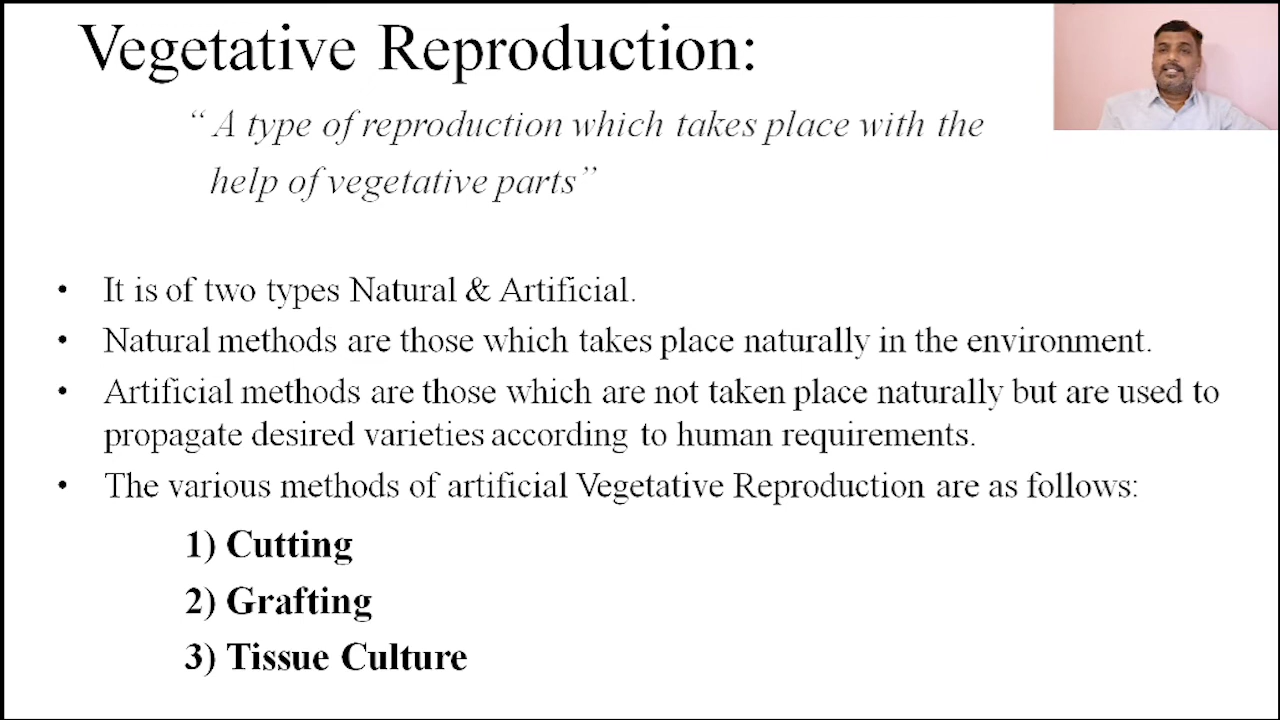 Vegetative Reproduction:
“ A type of reproduction which takes place with the
help of vegetative parts”
• It is of two types Natural & Artificial.
• Natural methods are those which takes place naturally in the environment.
• Artificial methods are those which are not taken place naturally but are used to
propagate desired varieties according to human requirements.
• The various methods of artificial Vegetative Reproduction are as follows:
1) Cutting
2) Grafting
3) Tissue Culture